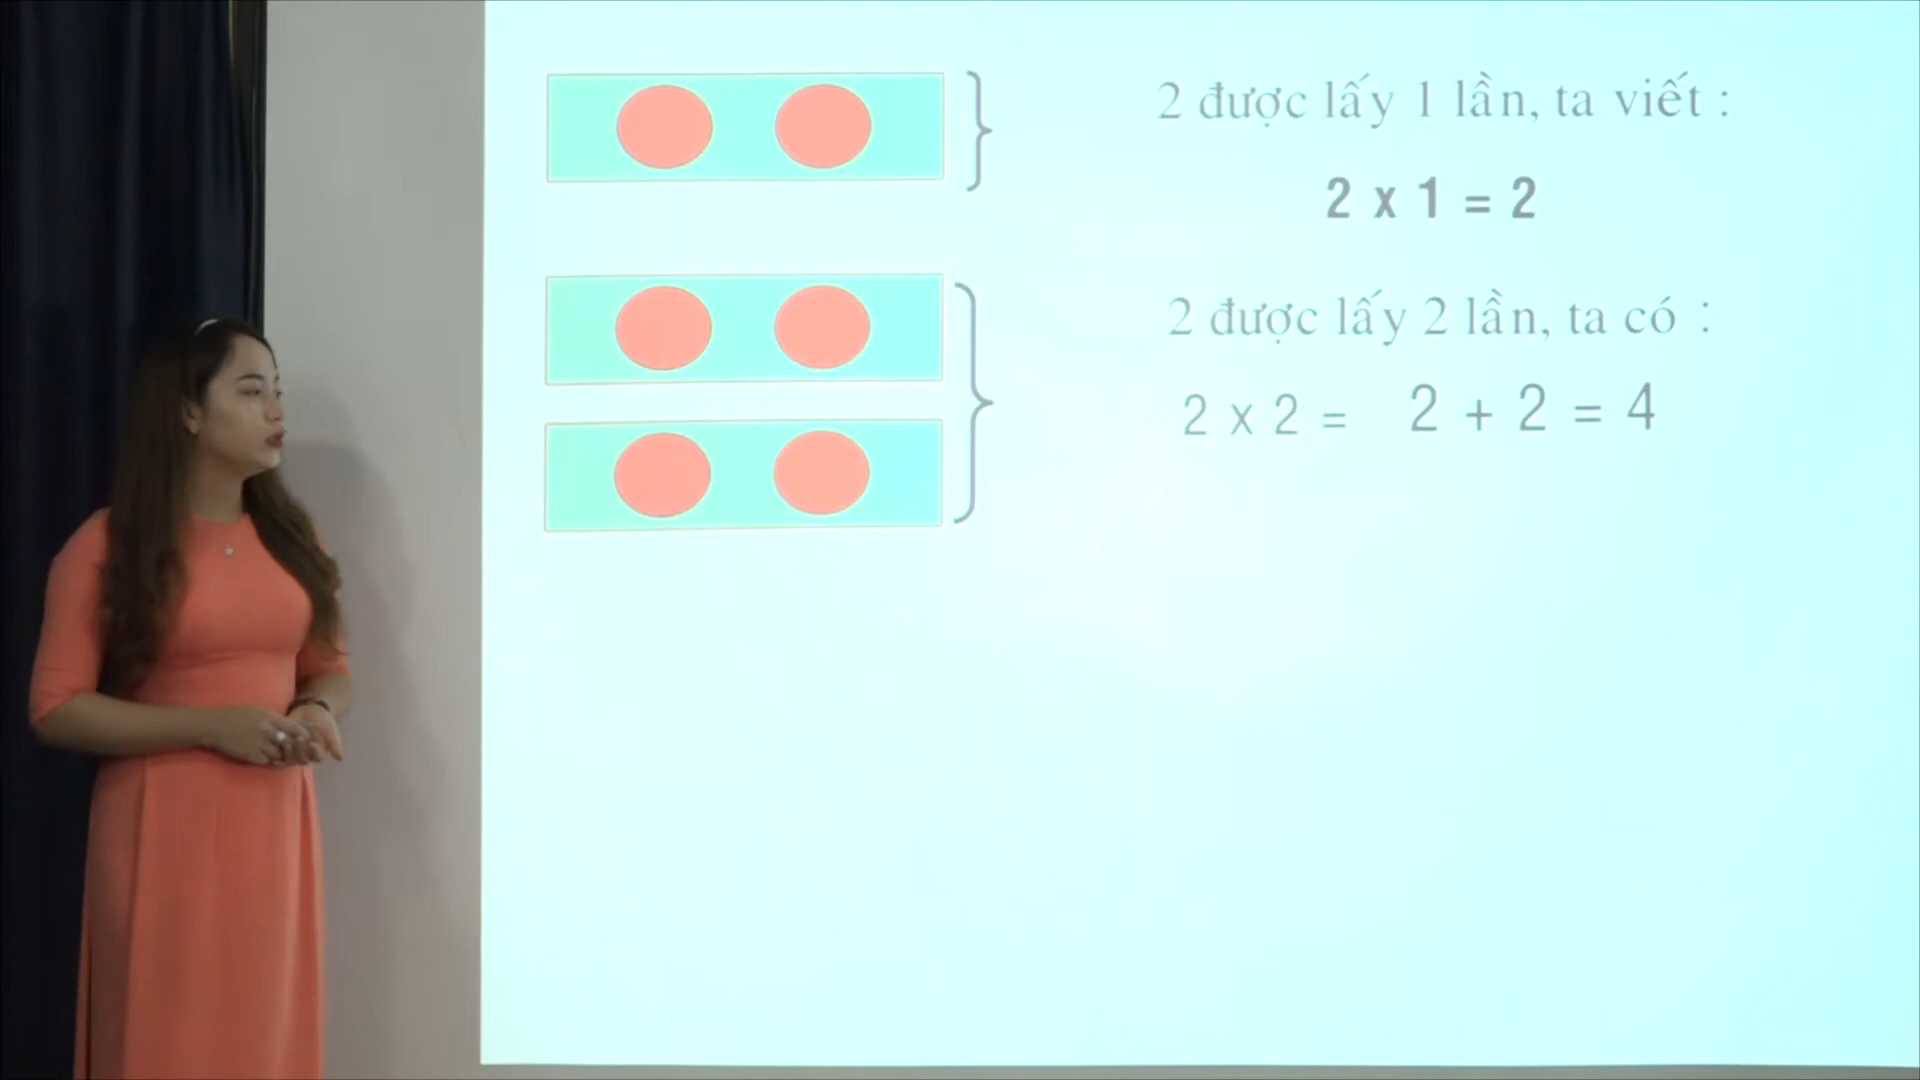 2 được lấy 1 lần, ta viết :
2 x 1 = 2
2 được lấy 2 lần, ta có :
2 x 2 = 2 + 2 = 4